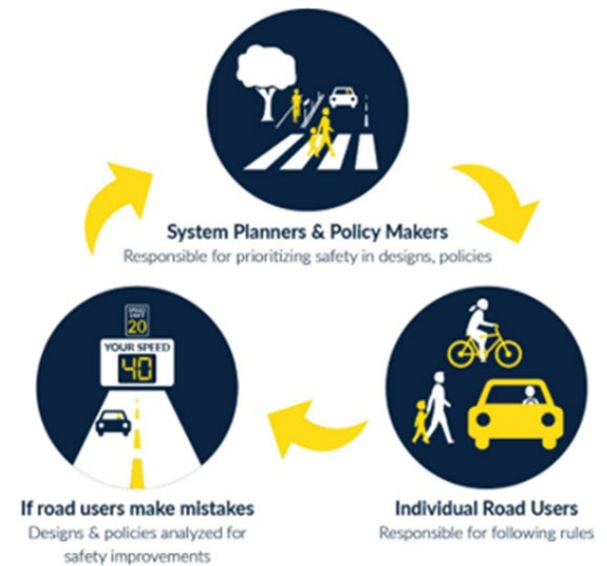 System Planners & Policy Makers
Responsible for prioritizing safety in designs, policies
SPEED
LIMIT
20
YOUR SPEED
40
If road users make mistakes
Designs & policies analyzed for
safety improvements
Individual Road Users
Responsible for following rules